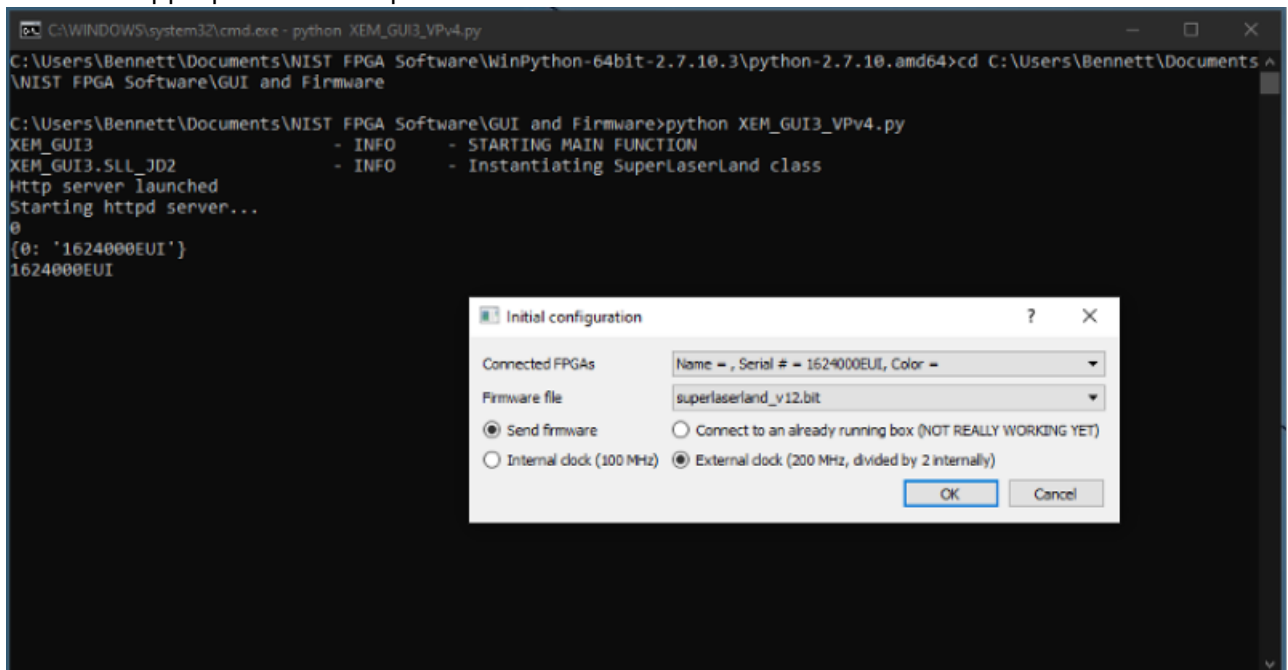 C:\WINDOWS\system32\cmd.exe - python XEM_GUI3_VPv4.py
C:\Users\Bennett\Documents\NIST FPGA Software\WinPython-64bit-2.7.10.3\python-2.7.10.amd64>cd C:\Users\Bennett\Documents
\NIST FPGA Software\GUI and Firmware
C:\Users\Bennett\Documents\NIST FPGA Software\GUI and Firmware>python XEM_GUI3_VPv4.py
XEM_GUI3 - INFO - STARTING MAIN FUNCTION
XEM_GUI3.SLL_JD2 - INFO - Instantiating SuperLaserLand class
Http server launched
Starting httpd server...
0
{0: '1624000EUI'}
1624000EUI
Initial configuration
Connected FPGAs Name = , Serial # = 1624000EUI, Color =
Firmware file superlaserland_v12.bit
Send firmware Connect to an already running box (NOT REALLY WORKING YET)
Internal clock (100 MHz) External clock (200 MHz, divided by 2 internally)
OK Cancel